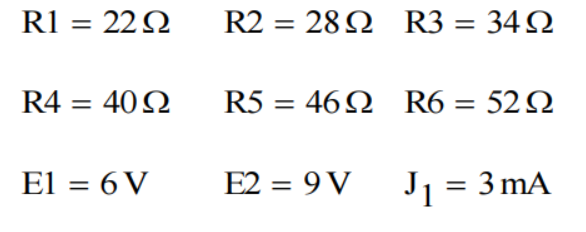 R1 = 22 Ω R2 = 28 Ω R3 = 34 Ω
R4 = 40 Ω R5 = 46 Ω R6 = 52 Ω
E1 = 6 V E2 = 9 V J₁ = 3 mA